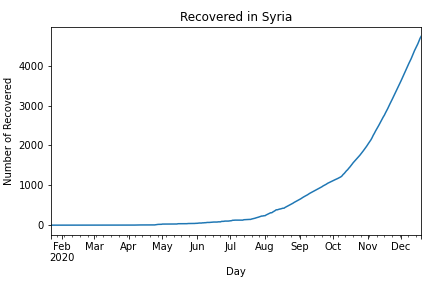 Recovered in Syria
Number of Recovered
4000
3000
2000
1000
0
Feb Mar Apr May Jun Jul Aug Sep Oct Nov Dec
2020
Day